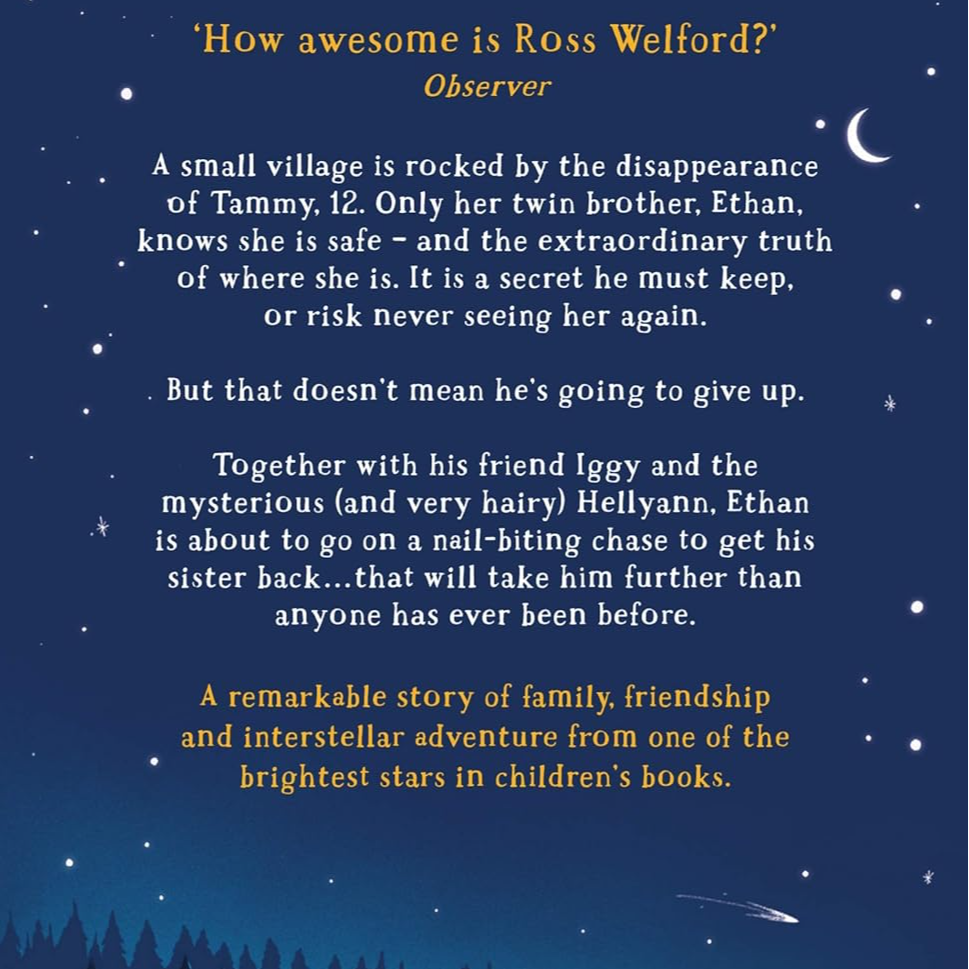 ‘How awesome is Ross Welford?’
Observer
A small village is rocked by the disappearance
of Tammy, 12. Only her twin brother, Ethan,
knows she is safe – and the extraordinary truth
of where she is. It is a secret he must keep,
or risk never seeing her again.
But that doesn't mean he's going to give up.
Together with his friend Iggy and the
mysterious (and very hairy) Hellyann, Ethan
is about to go on a nail-biting chase to get his
sister back...that will take him further than
anyone has ever been before.
A remarkable story of family, friendship
and interstellar adventure from one of the
brightest stars in children's books.